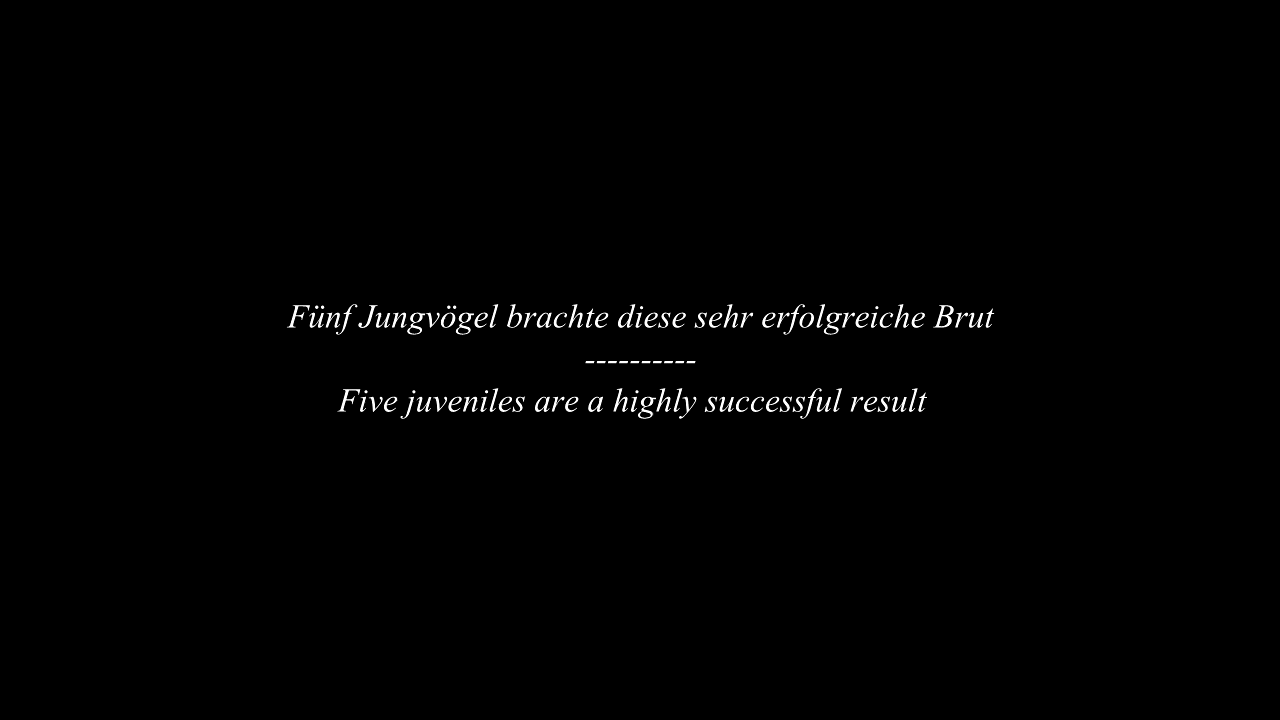 Fünf Jungvögel brachte diese sehr erfolgreiche Brut
----------
Five juveniles are a highly successful result